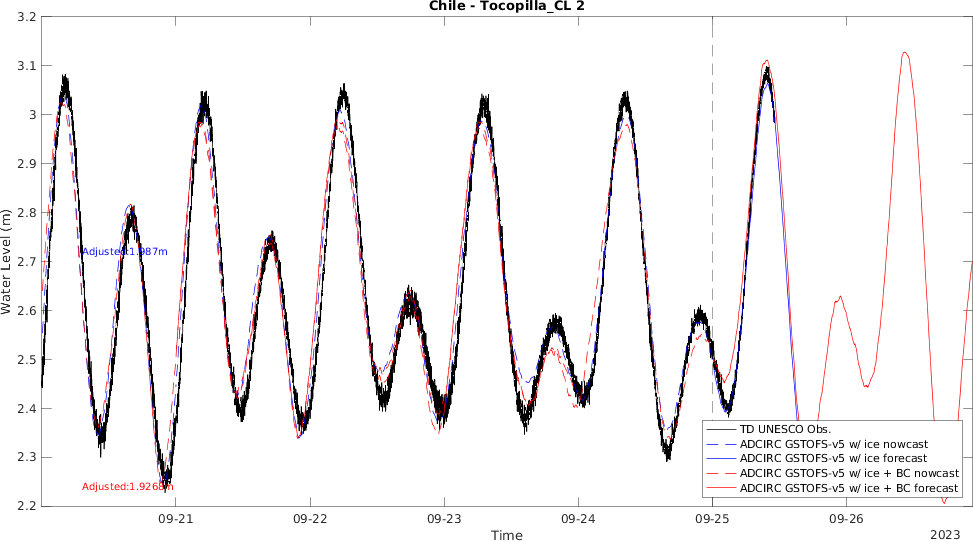 Chile - Tocopilla_CL 2
3.2
3.1
3
2.9
2.8
2.7
2.6
2.5
2.4
2.3
2.2
Water Level (m)
Adjusted:1.987m
Adjusted:1.9268m
TD UNESCO Obs.
ADCIRC GSTOFS-v5 w/ ice nowcast
ADCIRC GSTOFS-v5 w/ ice forecast
ADCIRC GSTOFS-v5 w/ ice + BC nowcast
ADCIRC GSTOFS-v5 w/ ice + BC forecast
09-21 09-22 09-23 09-24 09-25 09-26
Time
2023